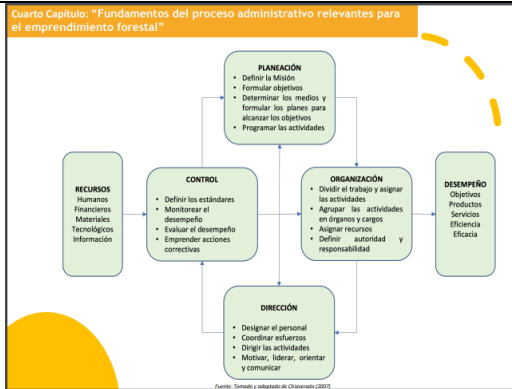 Cuarto Capítulo: "Fundamentos del proceso administrativo relevantes para
el emprendimiento forestal"
PLANEACIÓN
• Definir la Misión
• Formular objetivos
• Determinar los medios y
formular los planes para
alcanzar los objetivos
• Programar las actividades
RECURSOS
Humanos
Financieros
Materiales
Tecnológicos
Información
CONTROL
• Definir los estándares
• Monitorear el
desempeño
• Evaluar el desempeño
• Emprender acciones
correctivas
ORGANIZACIÓN
• Dividir el trabajo y asignar
las actividades
• Agrupar las actividades
en órganos y cargos
• Asignar recursos
• Definir autoridad y
responsabilidad
DESEMPEÑO
Objetivos
Productos
Servicios
Eficiencia
Eficacia
DIRECCIÓN
• Designar el personal
• Coordinar esfuerzos
• Dirigir las actividades
• Motivar, liderar, orientar
y comunicar
Fuente: Tomado y adaptado de Chiavenato (2007)